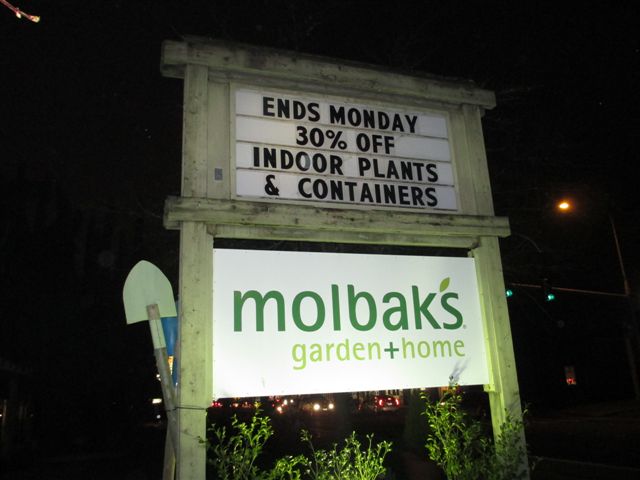 ENDS MONDAY
30% OFF
INDOOR PLANTS
& CONTAINERS
molbak's
garden+home